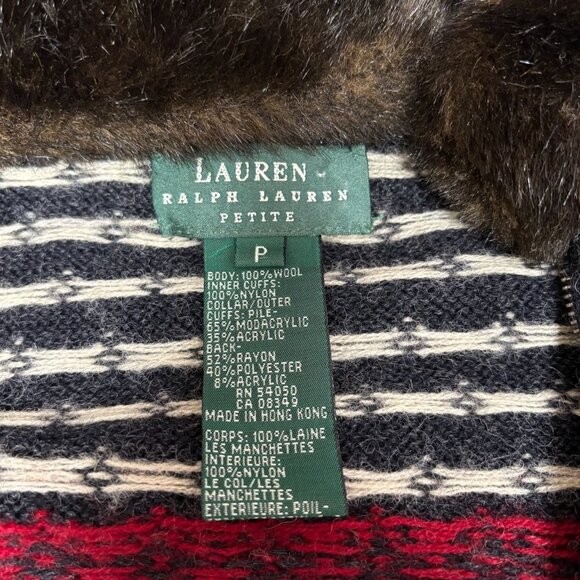 LAUREN
RALPH LAUREN
PETITE
P
BODY: 100%WOOL
INNER CUFFS:
100%NYLON
COLLAR/OUTER
CUFFS: PILE-
65%MODACRYLIC
35%ACRYLIC
BACK-
52%RAYON
40%POLYESTER
8%ACRYLIC
RN 54050
CA 08349
MADE IN HONG KONG
CORPS: 100%LAINE
LES MANCHETTES
INTERIEURE:
100%NYLON
LE COL/LES
MANCHETTES
EXTERIEURE: POIL-